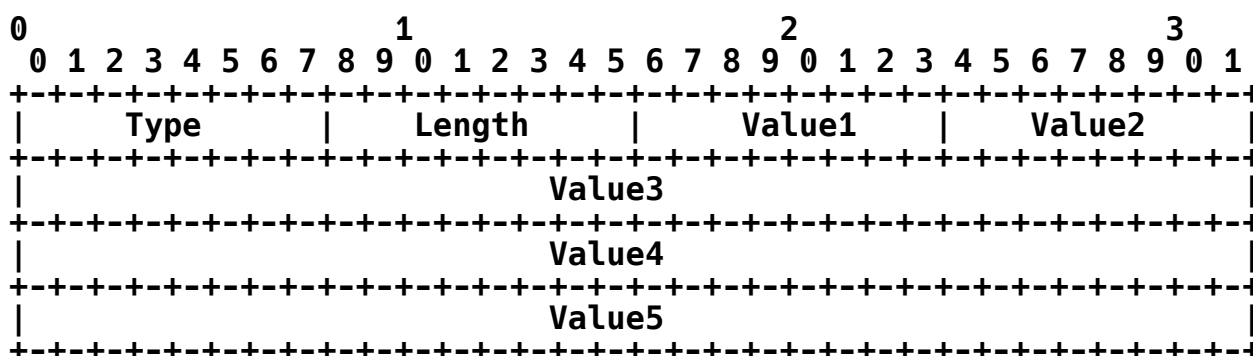 0                   1                   2                   3
 0 1 2 3 4 5 6 7 8 9 0 1 2 3 4 5 6 7 8 9 0 1 2 3 4 5 6 7 8 9 0 1
+-+-+-+-+-+-+-+-+-+-+-+-+-+-+-+-+-+-+-+-+-+-+-+-+-+-+-+-+-+-+-+-+
|     Type      |    Length     |     Value1    |    Value2     |
+-+-+-+-+-+-+-+-+-+-+-+-+-+-+-+-+-+-+-+-+-+-+-+-+-+-+-+-+-+-+-+-+
|                           Value3                              |
+-+-+-+-+-+-+-+-+-+-+-+-+-+-+-+-+-+-+-+-+-+-+-+-+-+-+-+-+-+-+-+-+
|                           Value4                              |
+-+-+-+-+-+-+-+-+-+-+-+-+-+-+-+-+-+-+-+-+-+-+-+-+-+-+-+-+-+-+-+-+
|                           Value5                              |
+-+-+-+-+-+-+-+-+-+-+-+-+-+-+-+-+-+-+-+-+-+-+-+-+-+-+-+-+-+-+-+-+